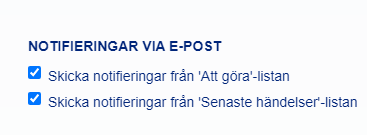 NOTIFIERINGAR VIA E-POST
Skicka notifieringar från 'Att göra'-listan
Skicka notifieringar från 'Senaste händelser'-listan